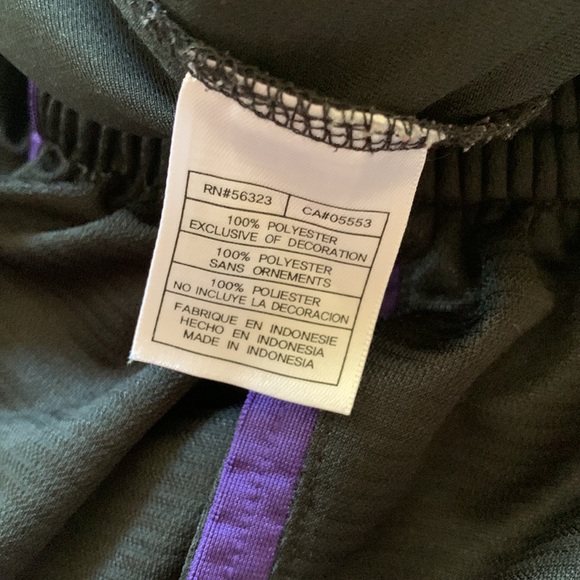 RN#56323 CA#05553
100% POLYESTER
EXCLUSIVE OF DECORATION
100% POLYESTER
SANS ORNEMENTS
100% POLIESTER
NO INCLUYE LA DECORACION
FABRIQUE EN INDONESIE
HECHO EN INDONESIA
MADE IN INDONESIA